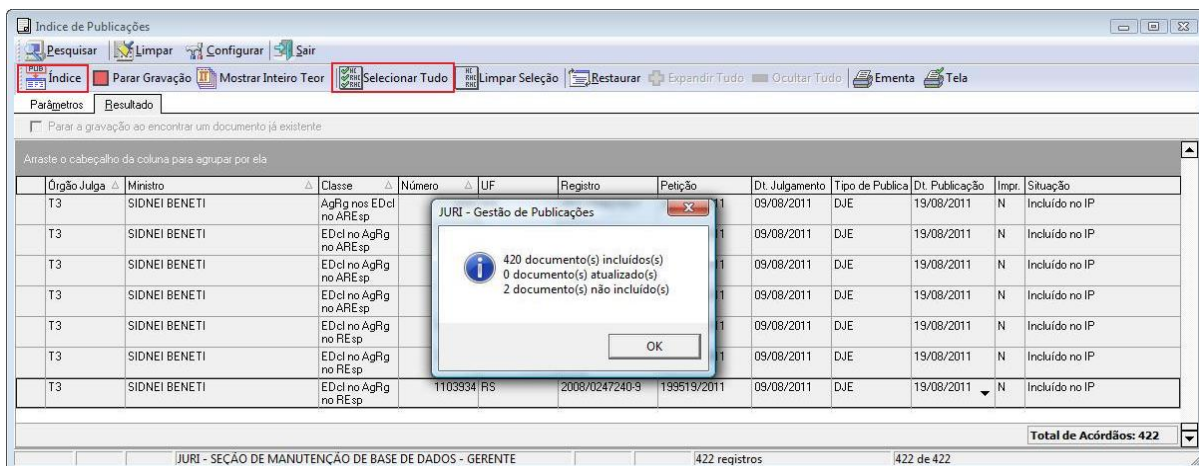 Indice de Publicações
Pesquisar Limpar Configurar Sair
Índice Parar Gravação Mostrar Inteiro Teor Selecionar Tudo Limpar Seleção Restaurar Expandir Tudo Ocultar Tudo Ementa Tela
Parâmetros Resultado
Parar a gravação ao encontrar um documento já existente
Arraste o cabeçalho da coluna para agrupar por ela
Órgão Julga Ministro Classe Número UF Registro Petição Dt. Julgamento Tipo de Publica Dt. Publicação Impr. Situação
T3 SIDNEI BENETI AgRg nos EDcl no AREsp 09/08/2011 DJE 19/08/2011 N Incluído no IP
T3 SIDNEI BENETI EDcl no AgRg no AREsp 09/08/2011 DJE 19/08/2011 N Incluído no IP
T3 SIDNEI BENETI EDcl no AgRg no AREsp 09/08/2011 DJE 19/08/2011 N Incluído no IP
T3 SIDNEI BENETI EDcl no AgRg no AREsp 09/08/2011 DJE 19/08/2011 N Incluído no IP
T3 SIDNEI BENETI EDcl no AgRg no REsp 09/08/2011 DJE 19/08/2011 N Incluído no IP
T3 SIDNEI BENETI EDcl no AgRg no REsp 09/08/2011 DJE 19/08/2011 N Incluído no IP
T3 SIDNEI BENETI EDcl no AgRg no REsp 1103934 RS 2008/0247240-9 199519/2011 09/08/2011 DJE 19/08/2011 N Incluído no IP
JURI - Gestão de Publicações
420 documento(s) incluídos(s)
0 documento(s) atualizado(s)
2 documento(s) não incluído(s)
OK
Total de Acórdãos: 422
JURI - SEÇÃO DE MANUTENÇÃO DE BASE DE DADOS - GERENTE 422 registros 422 de 422